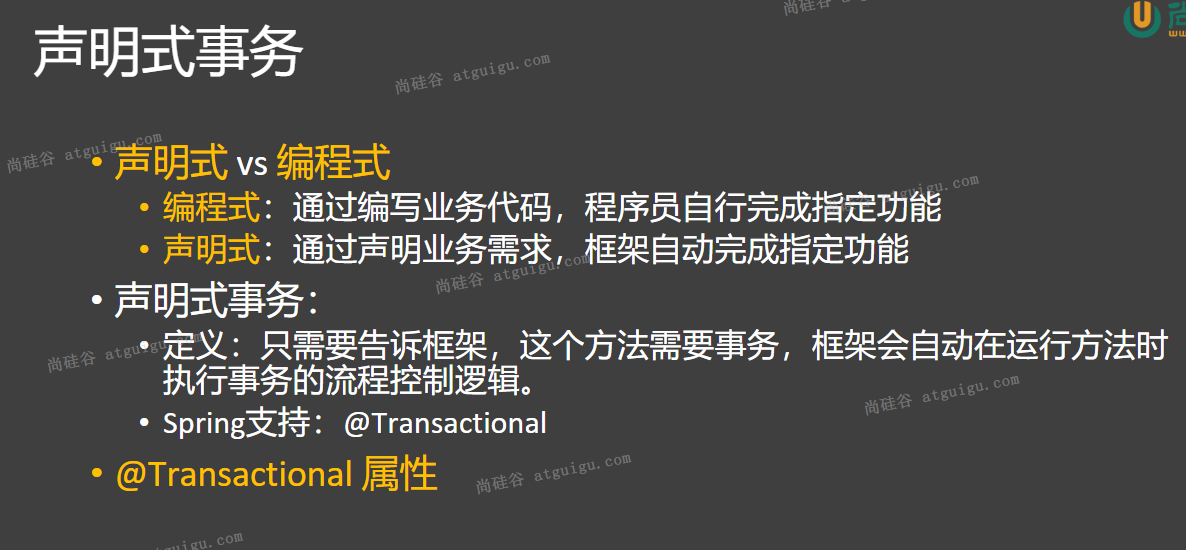 声明式事务
• 声明式 vs 编程式
• 编程式：通过编写业务代码，程序员自行完成指定功能
• 声明式：通过声明业务需求，框架自动完成指定功能
• 声明式事务：
• 定义：只需要告诉框架，这个方法需要事务，框架会自动在运行方法时
执行事务的流程控制逻辑。
• Spring支持：@Transactional
• @Transactional 属性
尚硅谷 atguigu.com
尚硅谷 atguigu.com
尚硅谷 atguigu.com
尚硅谷 atguigu.com
尚硅谷 atguigu.com
尚硅谷 atguigu.com